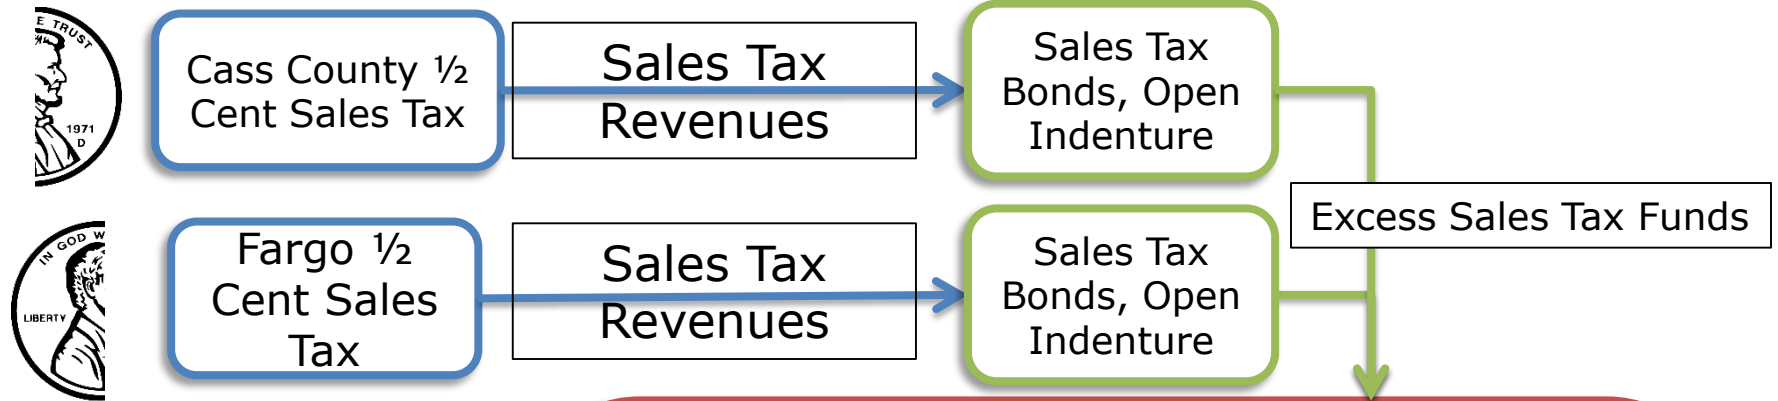 E TRUST
1971
D
Cass County ½
Cent Sales Tax
Sales Tax
Revenues
Sales Tax
Bonds, Open
Indenture
Excess Sales Tax Funds
IN GOD W
LIBERTY
Fargo ½
Cent Sales
Tax
Sales Tax
Revenues
Sales Tax
Bonds, Open
Indenture